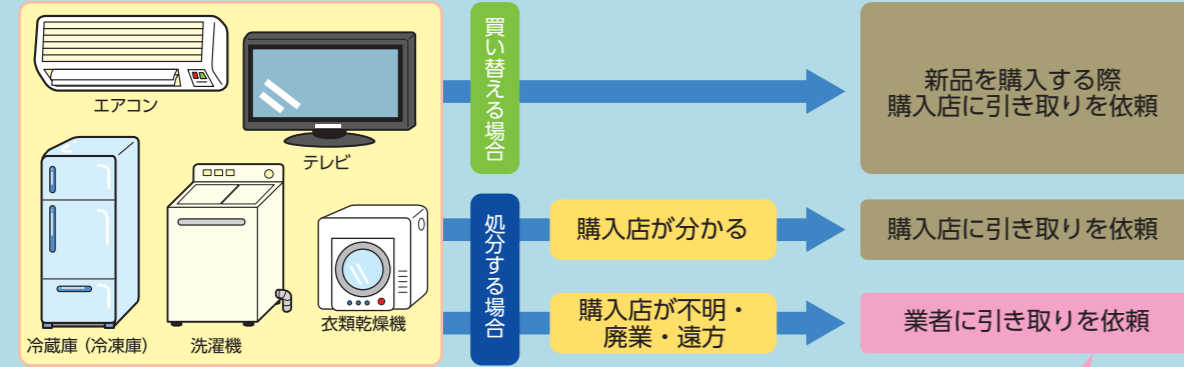 エアコン
テレビ
冷蔵庫（冷凍庫）
洗濯機
衣類乾燥機
買い替える場合
新品を購入する際
購入店に引き取りを依頼
処分する場合
購入店が分かる
購入店に引き取りを依頼
購入店が不明・
廃業・遠方
業者に引き取りを依頼